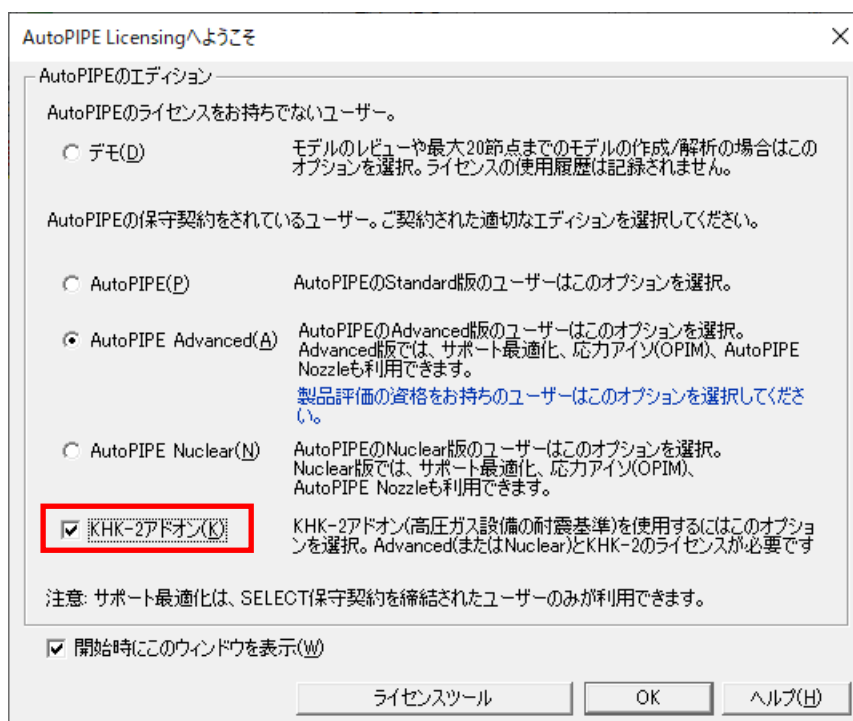 AutoPIPE Licensingへようこそ
AutoPIPEのエディション
AutoPIPEのライセンスをお持ちでないユーザー。
デモ(D)
モデルのレビューや最大20節点までのモデルの作成/解析の場合はこの
オプションを選択。ライセンスの使用履歴は記録されません。
AutoPIPEの保守契約をされているユーザー。ご契約された適切なエディションを選択してください。
AutoPIPE(P)
AutoPIPEのStandard版のユーザーはこのオプションを選択。
AutoPIPE Advanced(A)
AutoPIPEのAdvanced版のユーザーはこのオプションを選択。
Advanced版では、サポート最適化、応力アイソ(OPIM)、AutoPIPE
Nozzleも利用できます。
製品評価の資格をお持ちのユーザーはこのオプションを選択してくださ
い。
AutoPIPE Nuclear(N)
AutoPIPEのNuclear版のユーザーはこのオプションを選択。
Nuclear版では、サポート最適化、応力アイソ(OPIM)、
AutoPIPE Nozzleも利用できます。
KHK-2アドオン(K)
KHK-2アドオン(高圧ガス設備の耐震基準)を使用するにはこのオプショ
ンを選択。Advanced(またはNuclear)とKHK-2のライセンスが必要です
注意: サポート最適化は、SELECT保守契約を締結されたユーザーのみが利用できます。
開始時にこのウィンドウを表示(W)
ライセンスツール
OK
ヘルプ(H)